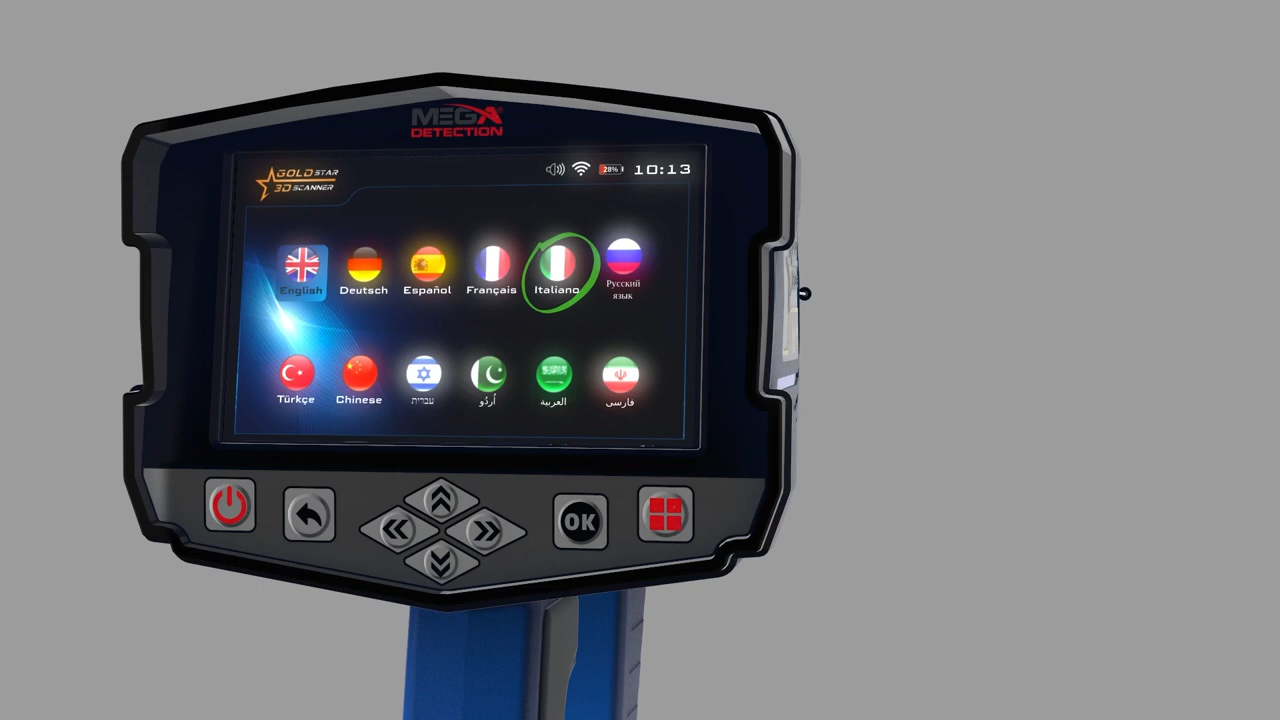 MEGA
DETECTION
GOLD STAR
3D SCANNER
28%
10:13
English
Deutsch
Español
Français
Italiano
Русский
язык
Türkçe
Chinese
עברית
اُردُو
العربية
فارسی
OK